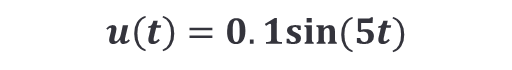 u(t) = 0.1sin(5t)